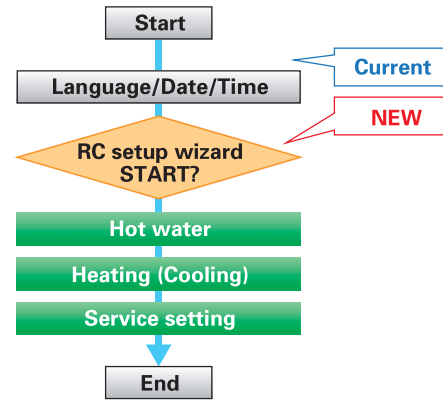 Start
Language/Date/Time
Current
NEW
RC setup wizard
START?
Hot water
Heating (Cooling)
Service setting
End